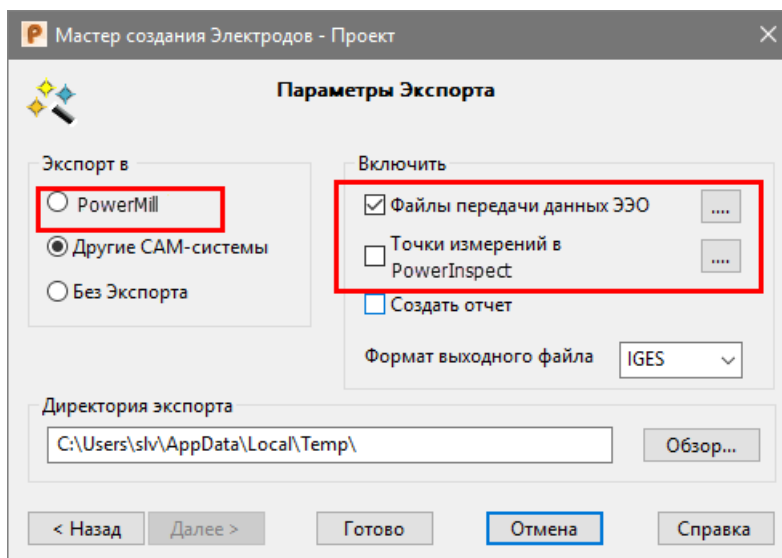 Мастер создания Электродов - Проект
Параметры Экспорта
Экспорт в
PowerMill
Другие CAM-системы
Без Экспорта
Включить
Файлы передачи данных ЭЭО
....
Точки измерений в
PowerInspect
....
Создать отчет
Формат выходного файла
IGES
Директория экспорта
C:\Users\slv\AppData\Local\Temp\
Обзор...
< Назад
Далее >
Готово
Отмена
Справка